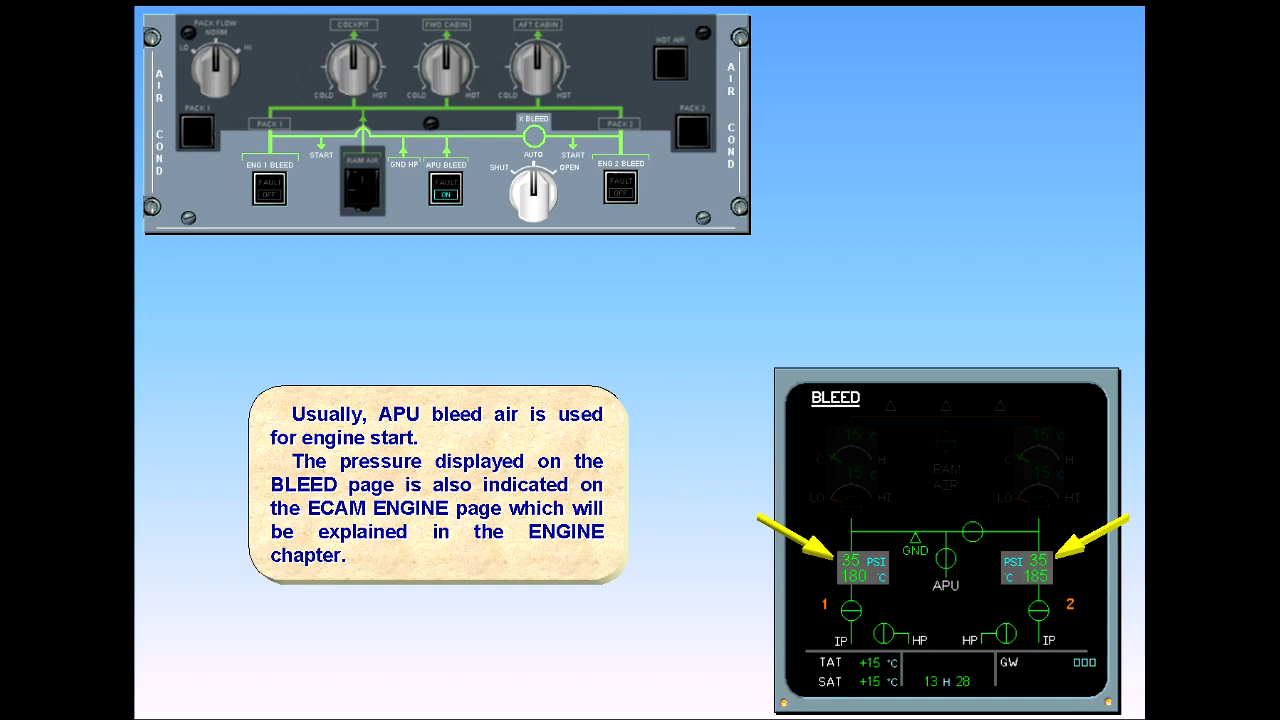 PACK FLOW
NORM
LO HI
COCKPIT FWD CABIN AFT CABIN
HOT AIR
COLD HOT COLD HOT COLD HOT
AIR COND
AIR COND
PACK 1 PACK 2
PACK 1 X BLEED PACK 2
START RAM AIR GND HP APU BLEED AUTO START
ENG 1 BLEED SHUT OPEN ENG 2 BLEED
FAULT FAULT FAULT
OFF ON OFF
Usually, APU bleed air is used
for engine start.
The pressure displayed on the
BLEED page is also indicated on
the ECAM ENGINE page which will
be explained in the ENGINE
chapter.
BLEED
15 °C 15 °C
C H C H
15 °C RAM 15 °C
LO HI AIR LO HI
GND
35 PSI PSI 35
180 °C APU °C 185
1 2
IP HP HP IP
TAT +15 °C GW
SAT +15 °C 13 H 28